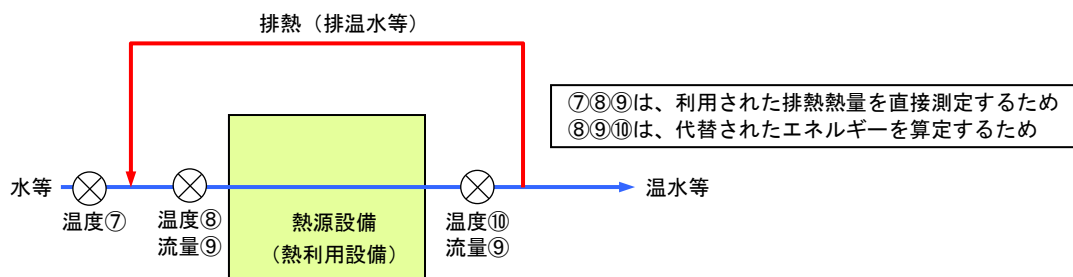 排熱（排温水等）
⑦⑧⑨は、利用された排熱熱量を直接測定するため
⑧⑨⑩は、代替されたエネルギーを算定するため
水等
温水等
温度⑦
温度⑧
流量⑨
熱源設備
（熱利用設備）
温度⑩
流量⑨